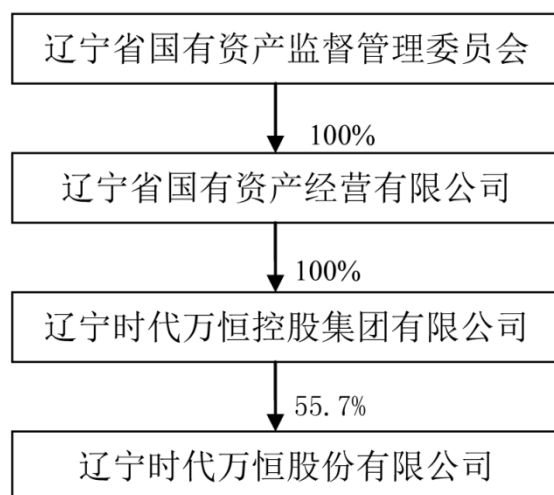 辽宁省国有资产监督管理委员会
100%
辽宁省国有资产经营有限公司
100%
辽宁时代万恒控股集团有限公司
55.7%
辽宁时代万恒股份有限公司